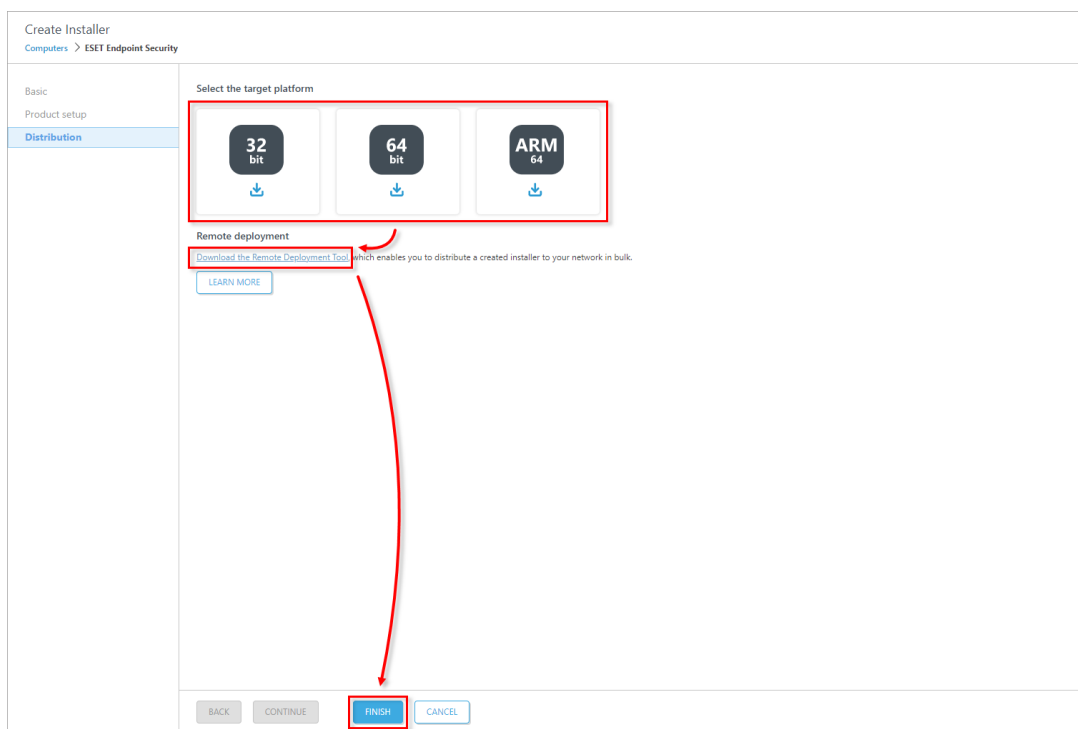 Create Installer
Computers > ESET Endpoint Security
Basic
Product setup
Distribution
Select the target platform
32 bit
64 bit
ARM 64
Remote deployment
Download the Remote Deployment Tool, which enables you to distribute a created installer to your network in bulk.
LEARN MORE
BACK CONTINUE FINISH CANCEL